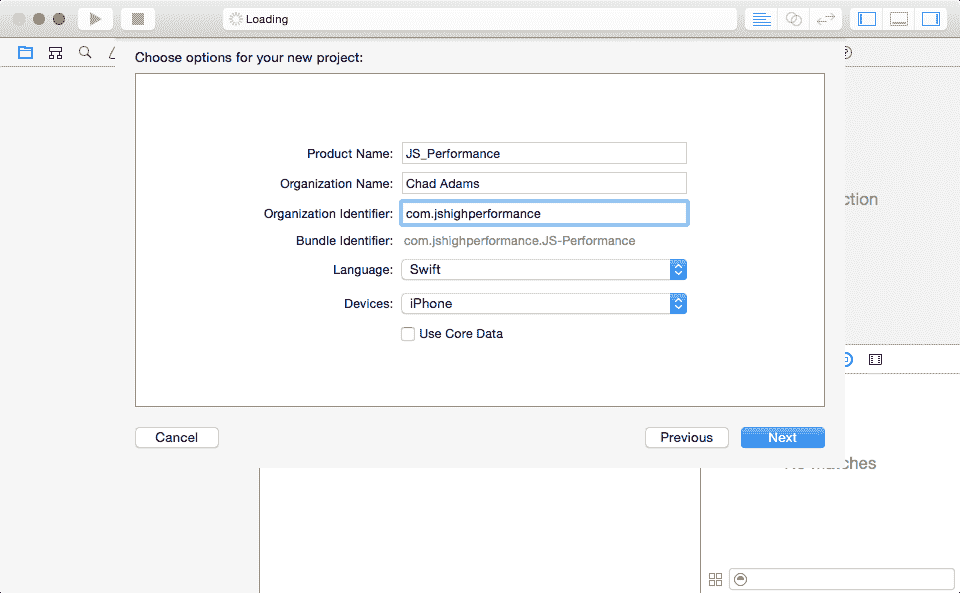 Loading
Choose options for your new project:
Product Name: JS_Performance
Organization Name: Chad Adams
Organization Identifier: com.jshighperformance
Bundle Identifier: com.jshighperformance.JS-Performance
ction
Language: Swift
Devices: iPhone
Use Core Data
Cancel Previous Next
matches